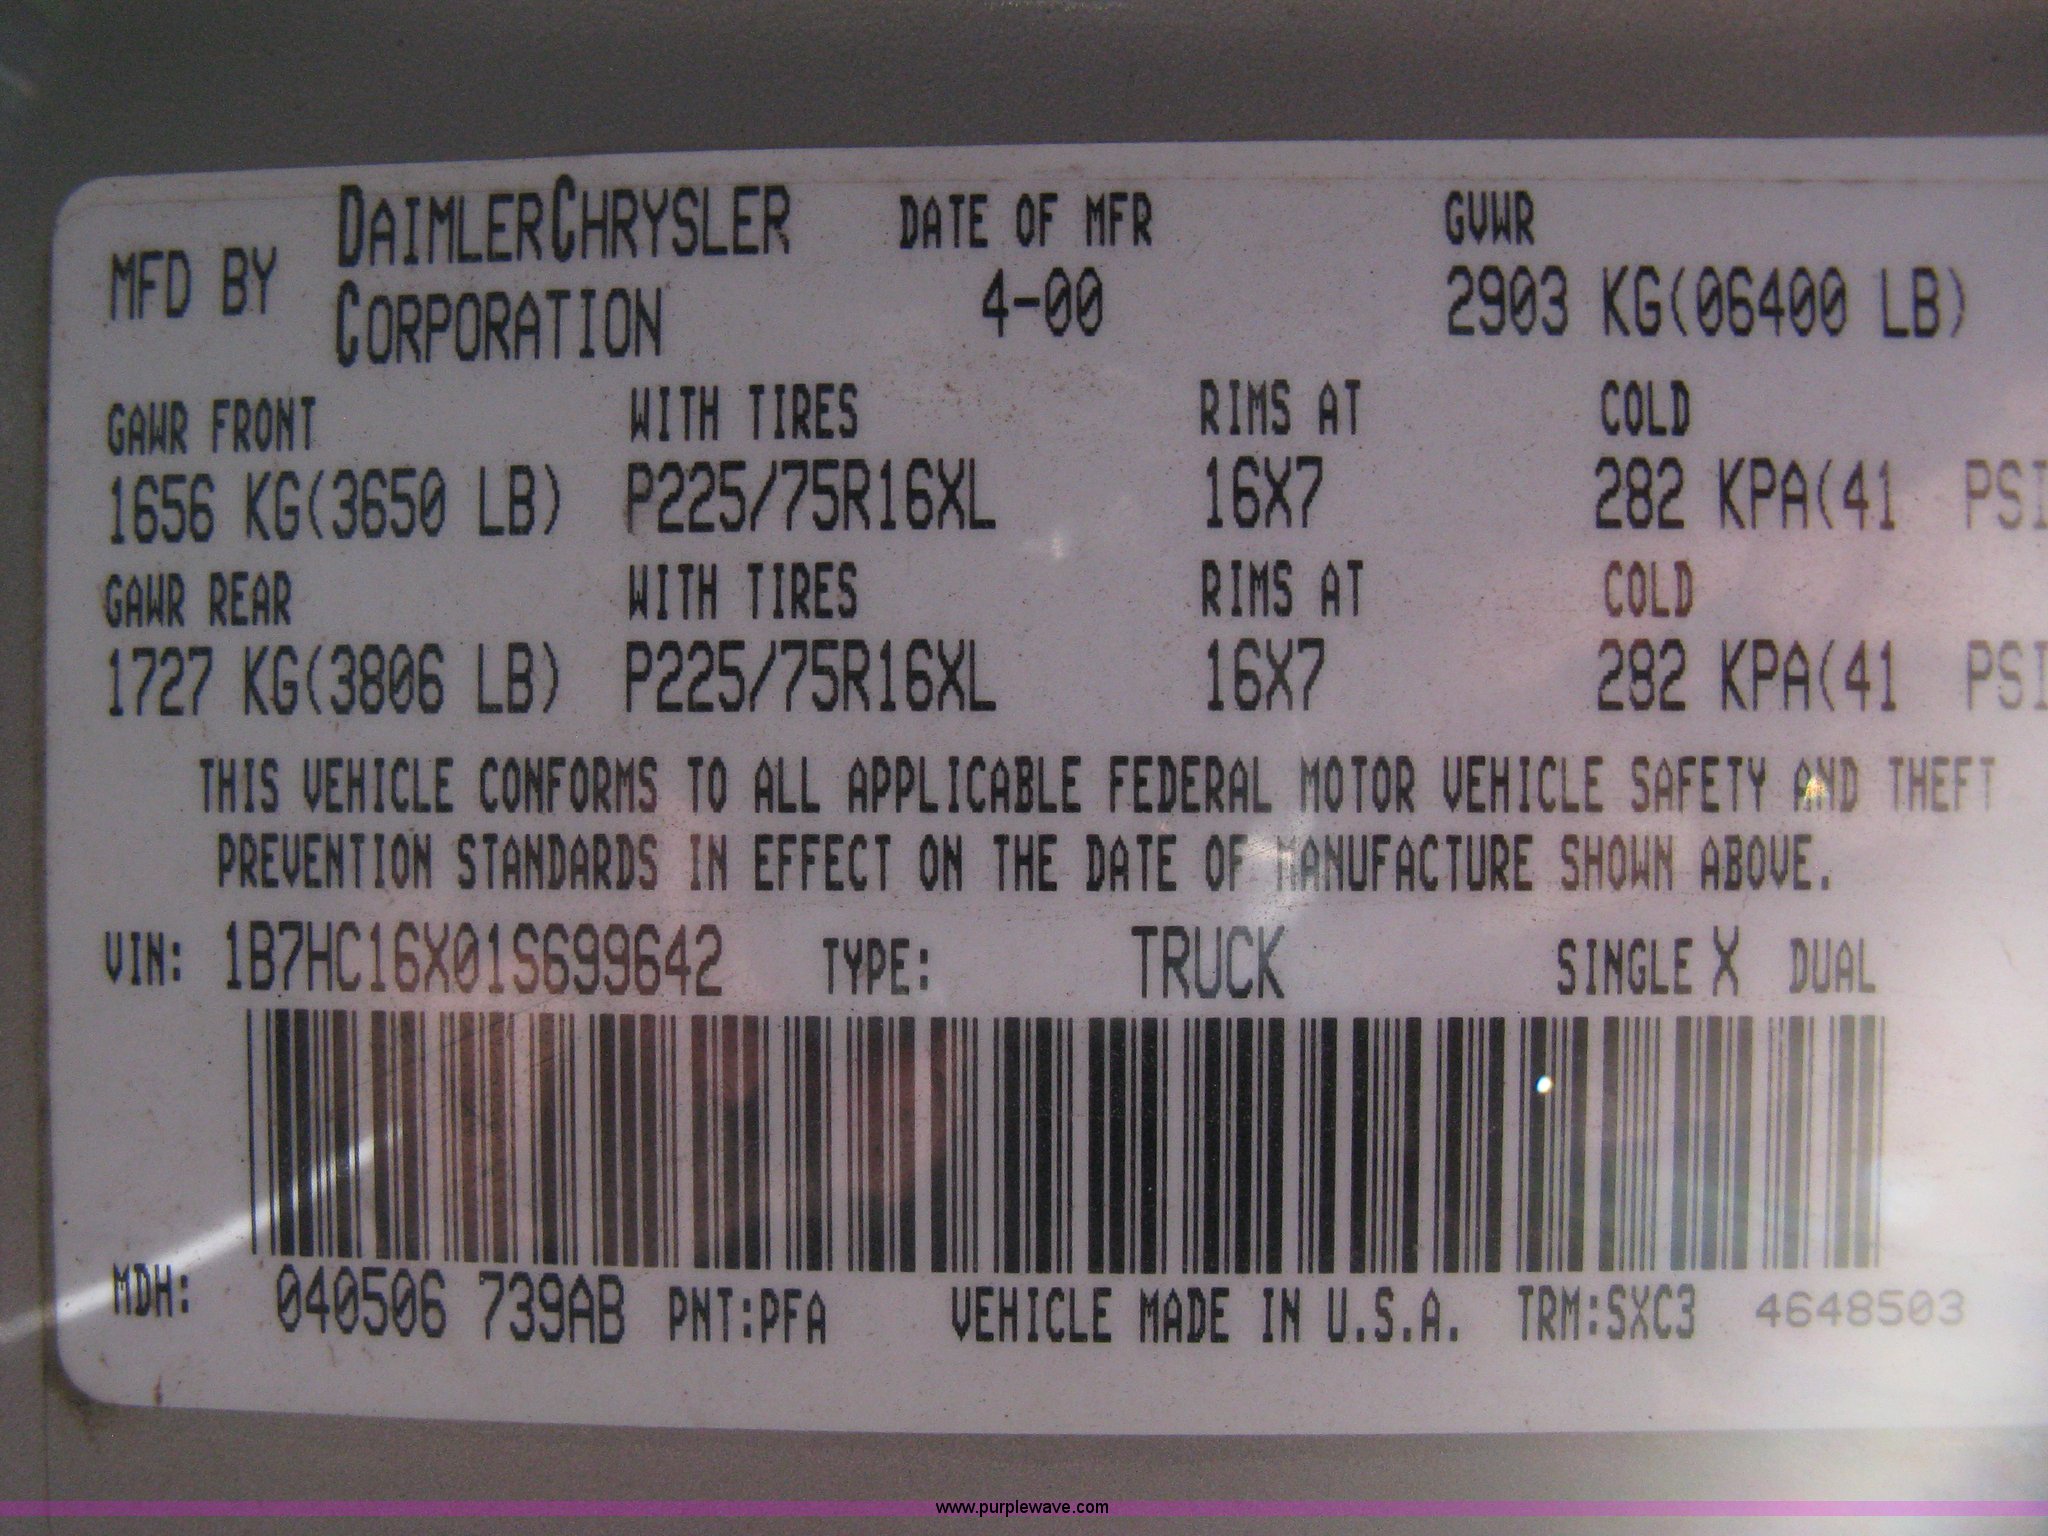 MFD BY DAIMLERCHRYSLER CORPORATION DATE OF MFR 4-00 GVWR 2903 KG(06400 LB)
GAWR FRONT WITH TIRES RIMS AT COLD
1656 KG(3650 LB) P225/75R16XL 16X7 282 KPA(41 PSI
GAWR REAR WITH TIRES RIMS AT COLD
1727 KG(3806 LB) P225/75R16XL 16X7 282 KPA(41 PSI
THIS VEHICLE CONFORMS TO ALL APPLICABLE FEDERAL MOTOR VEHICLE SAFETY AND THEFT
PREVENTION STANDARDS IN EFFECT ON THE DATE OF MANUFACTURE SHOWN ABOVE.
VIN: 1B7HC16X01S699642 TYPE: TRUCK SINGLE X DUAL
MDH: 040506 739AB PNT:PFA VEHICLE MADE IN U.S.A. TRM:SXC3 4648503
www.purplewave.com